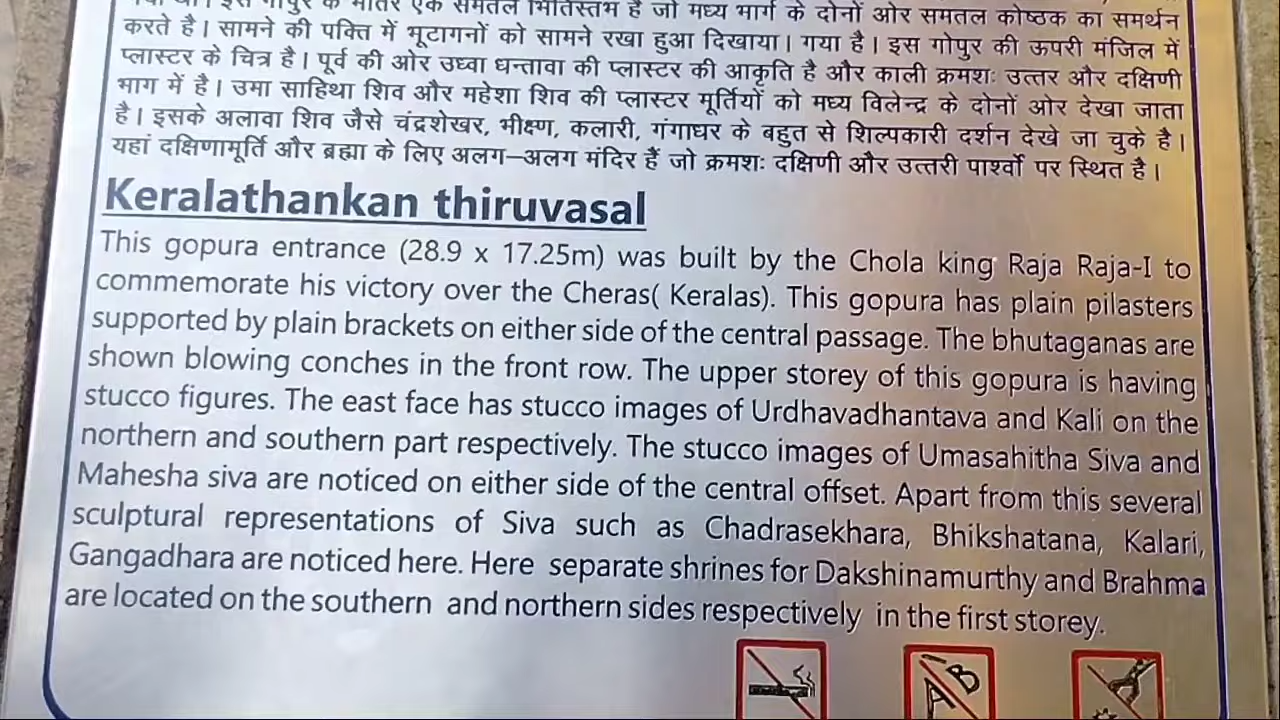 करते है। सामने की पक्ति में भूटागनों को सामने रखा हुआ दिखाया। गया है। इस गोपुर की ऊपरी मंजिल में
प्लास्टर के चित्र है। पूर्व की ओर उध्वा धन्तावा की प्लास्टर की आकृति है और काली क्रमशः उत्तर और दक्षिणी
भाग में है। उमा साहिथा शिव और महेशा शिव की प्लास्टर मूर्तियों को मध्य विलेन्द्र के दोनों ओर देखा जाता
है। इसके अलावा शिव जैसे चंद्रशेखर, भीक्ष्ण, कलारी, गंगाधर के बहुत से शिल्पकारी दर्शन देखे जा चुके है।
यहां दक्षिणामूर्ति और ब्रह्मा के लिए अलग–अलग मंदिर हैं जो क्रमशः दक्षिणी और उत्तरी पार्श्वो पर स्थित है।
Keralathankan thiruvasal
This gopura entrance (28.9 x 17.25m) was built by the Chola king Raja Raja-I to
commemorate his victory over the Cheras( Keralas). This gopura has plain pilasters
supported by plain brackets on either side of the central passage. The bhutaganas are
shown blowing conches in the front row. The upper storey of this gopura is having
stucco figures. The east face has stucco images of Urdhavadhantava and Kali on the
northern and southern part respectively. The stucco images of Umasahitha Siva and
Mahesha siva are noticed on either side of the central offset. Apart from this several
sculptural representations of Siva such as Chadrasekhara, Bhikshatana, Kalari,
Gangadhara are noticed here. Here separate shrines for Dakshinamurthy and Brahma
are located on the southern and northern sides respectively in the first storey.
A B